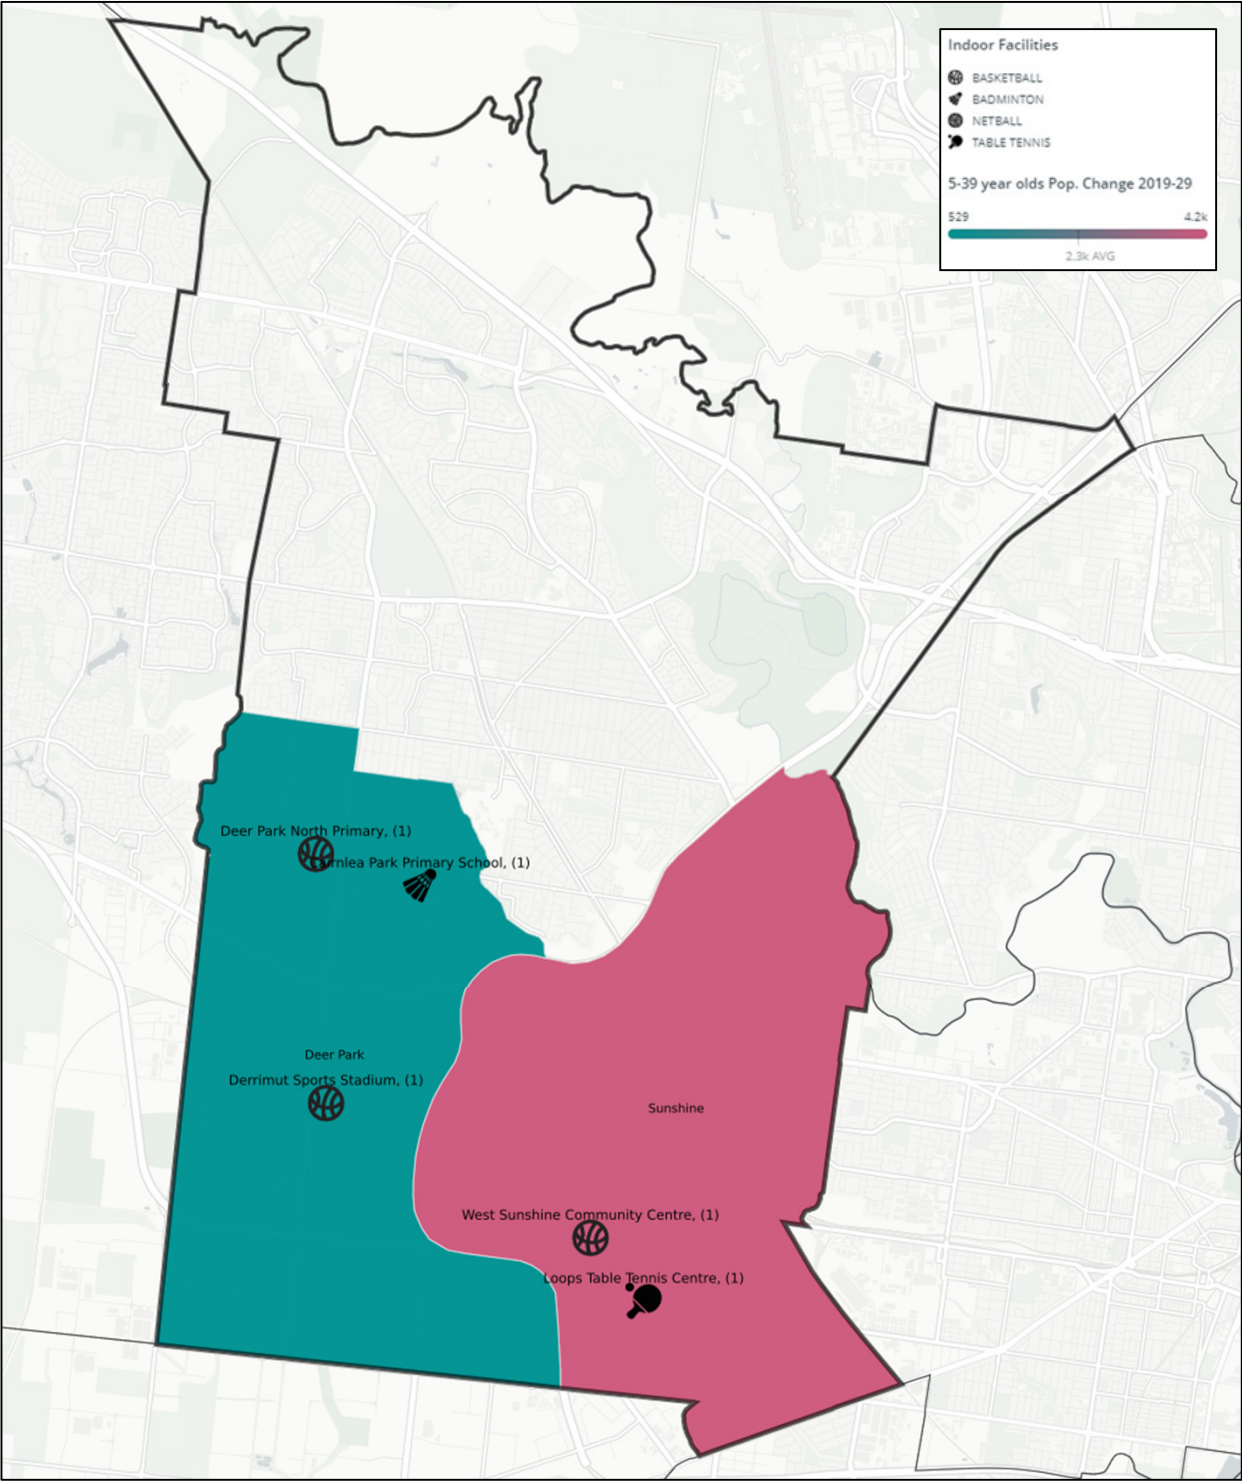 Indoor Facilities
BASKETBALL
BADMINTON
NETBALL
TABLE TENNIS
5-39 year olds Pop. Change 2019-29
529 4.2k
2.3k AVG
Deer Park North Primary, (1)
Park Primary School, (1)
Deer Park
Derrimut Sports Stadium, (1)
Sunshine
West Sunshine Community Centre, (1)
Loops Table Tennis Centre, (1)